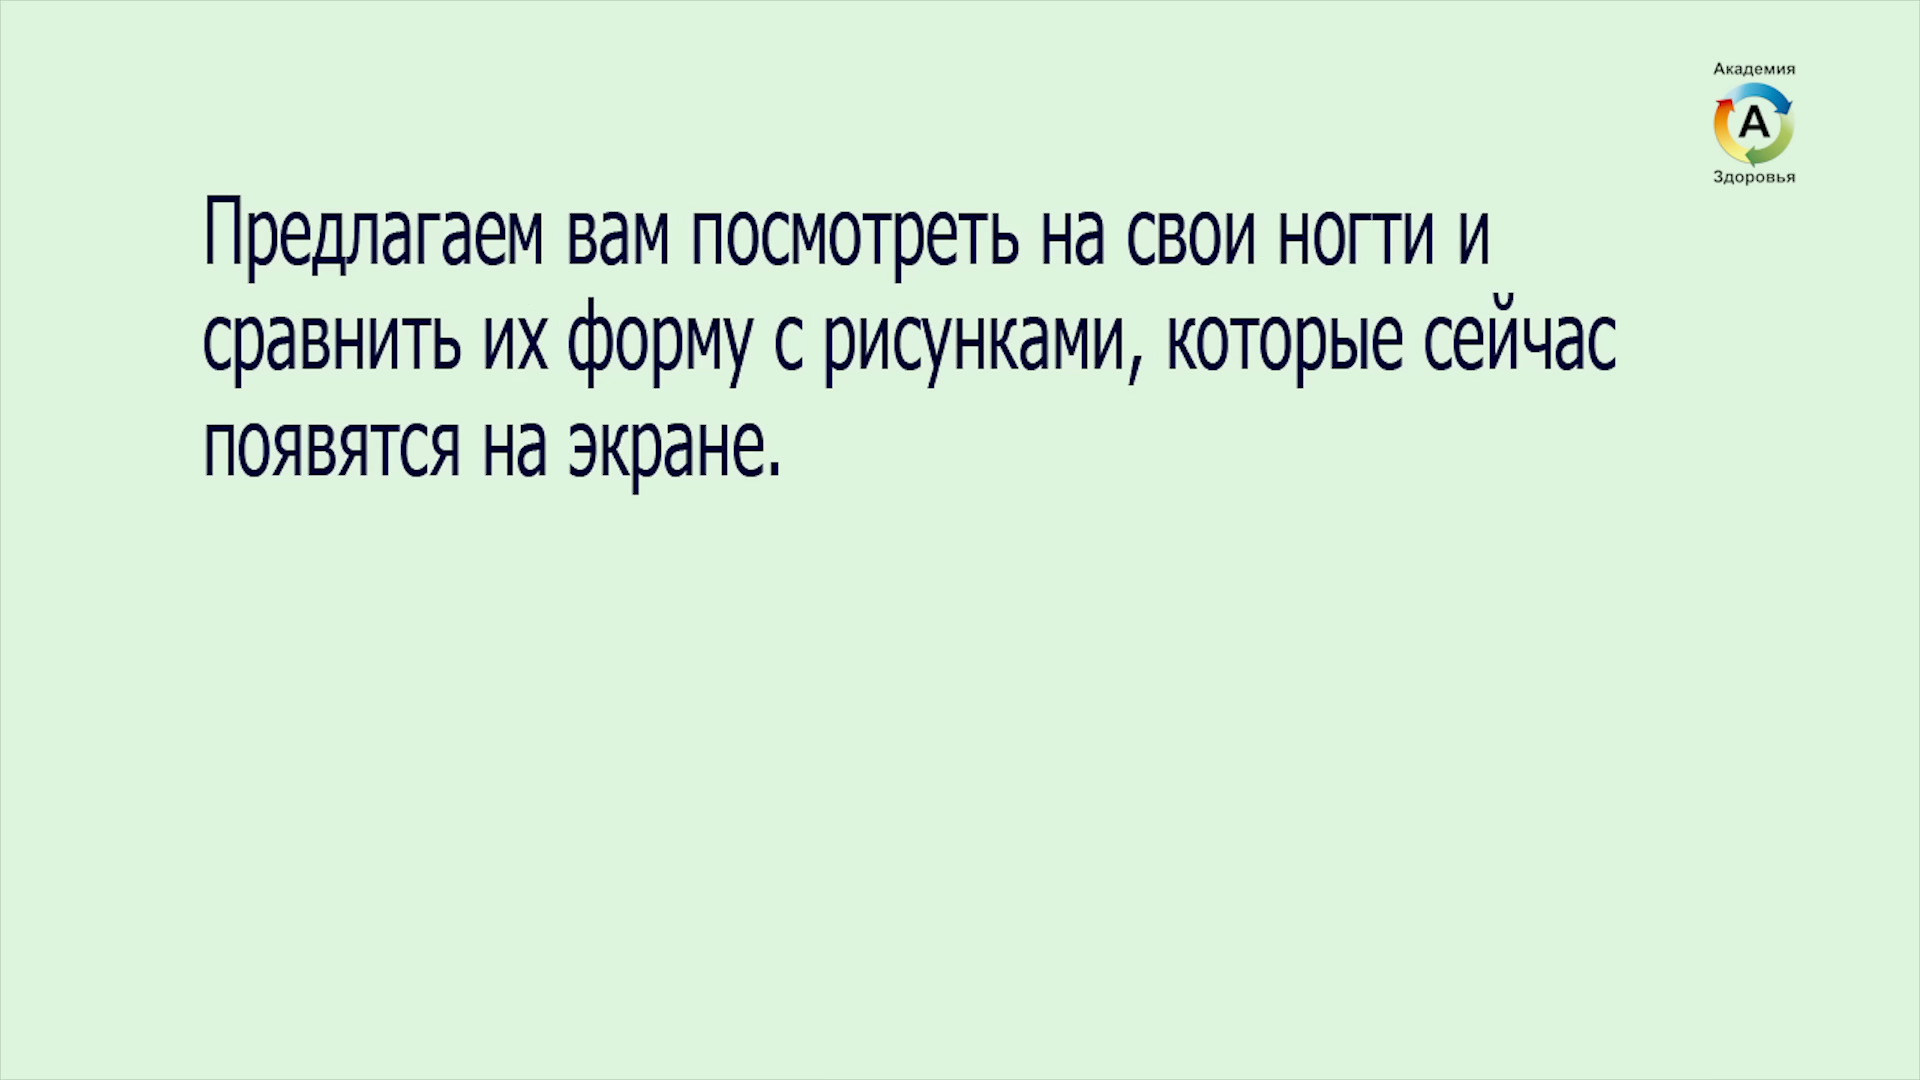 Академия
А
Здоровья
Предлагаем вам посмотреть на свои ногти и
сравнить их форму с рисунками, которые сейчас
появятся на экране.